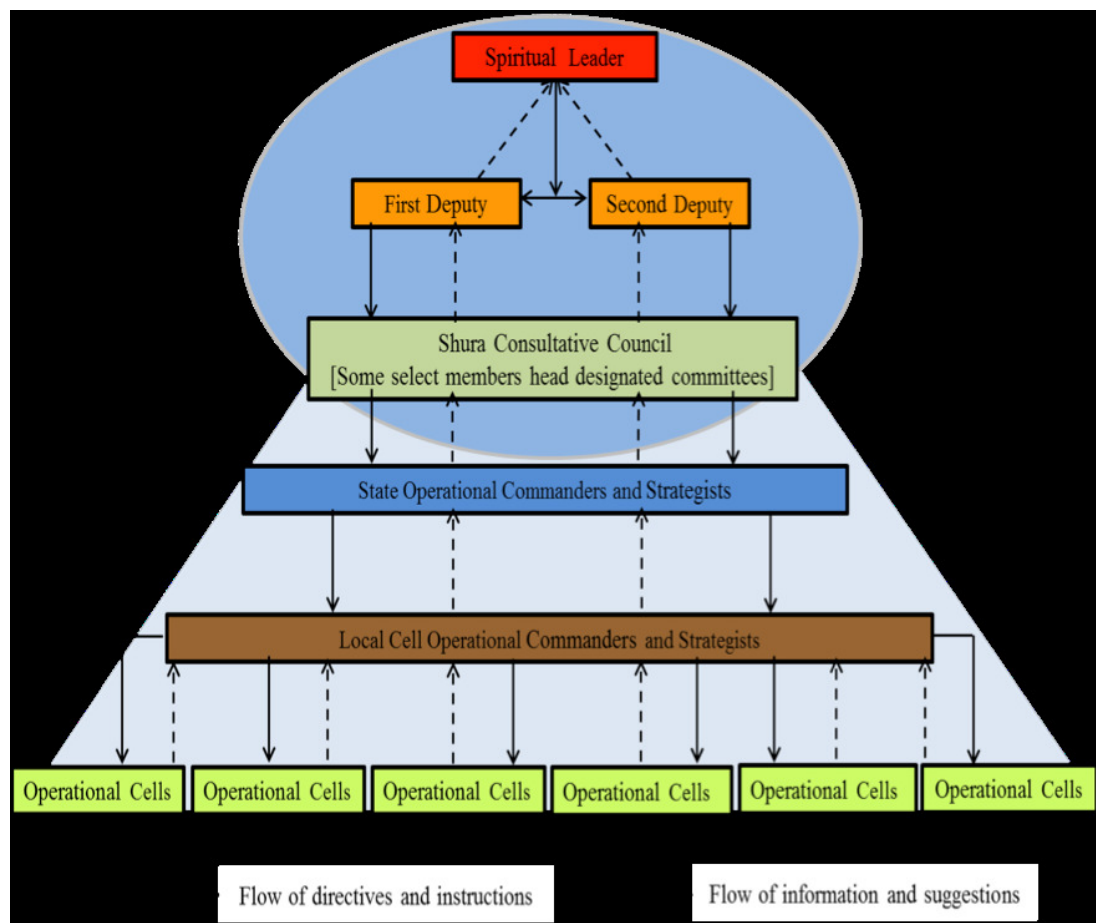 Spiritual Leader
First Deputy
Second Deputy
Shura Consultative Council
[Some select members head designated committees]
State Operational Commanders and Strategists
Local Cell Operational Commanders and Strategists
Operational Cells
Operational Cells
Operational Cells
Operational Cells
Operational Cells
Operational Cells
Flow of directives and instructions
Flow of information and suggestions